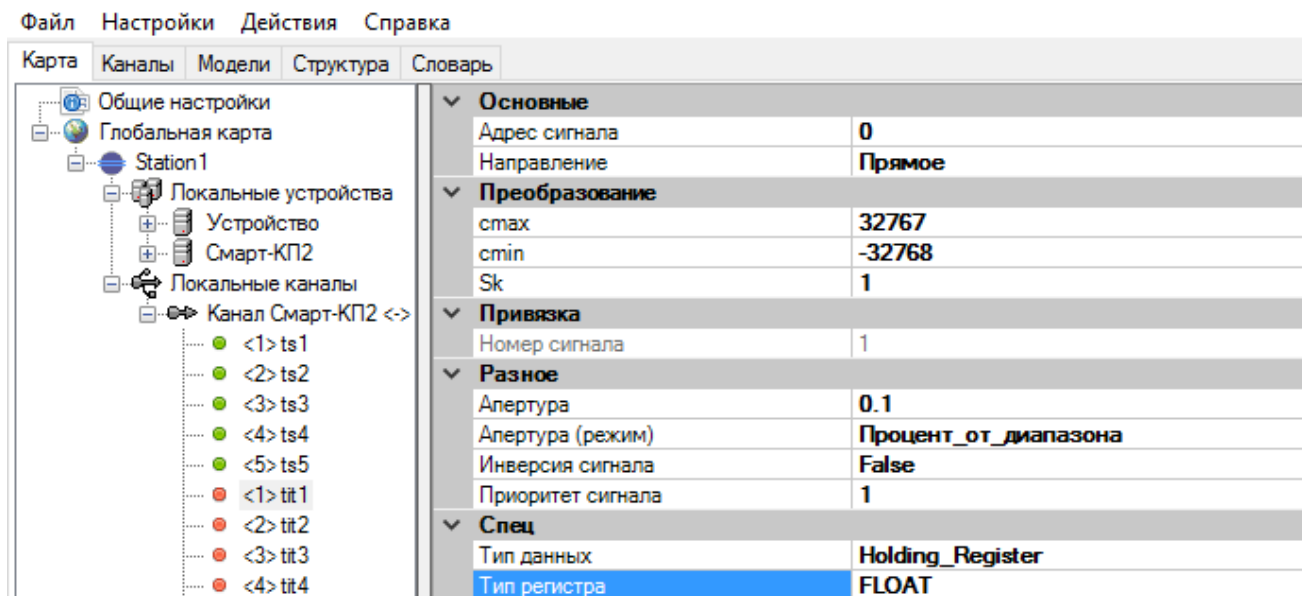 Файл Настройки Действия Справка
Карта Каналы Модели Структура Словарь
Общие настройки
Глобальная карта
Station1
Локальные устройства
Устройство
Смарт-КП2
Локальные каналы
Канал Смарт-КП2 <->
<1> ts1
<2> ts2
<3> ts3
<4> ts4
<5> ts5
<1> tit1
<2> tit2
<3> tit3
<4> tit4
Основные
Адрес сигнала 0
Направление Прямое
Преобразование
cmax 32767
cmin -32768
Sk 1
Привязка
Номер сигнала 1
Разное
Апертура 0.1
Апертура (режим) Процент_от_диапазона
Инверсия сигнала False
Приоритет сигнала 1
Спец
Тип данных Holding_Register
Тип регистра FLOAT